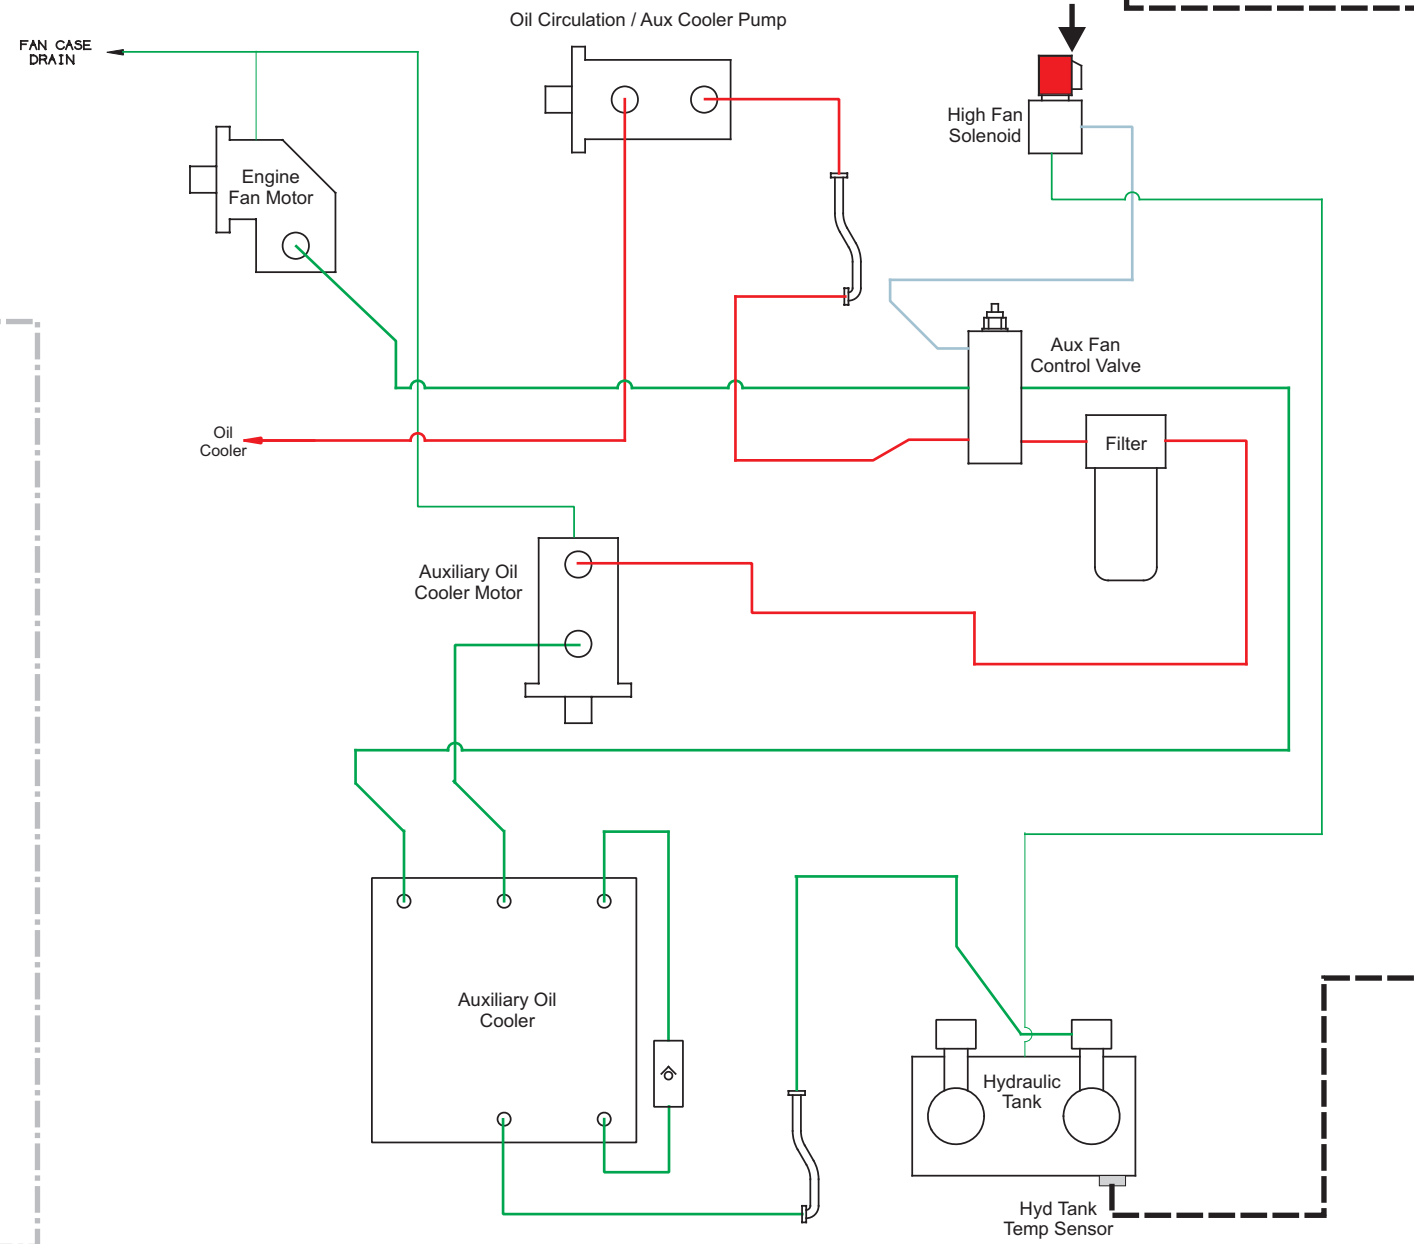 Oil Circulation / Aux Cooler Pump
FAN CASE
DRAIN
High Fan
Solenoid
Engine
Fan Motor
Aux Fan
Control Valve
Oil
Cooler
Filter
Auxiliary Oil
Cooler Motor
Auxiliary Oil
Cooler
Hydraulic
Tank
Hyd Tank
Temp Sensor